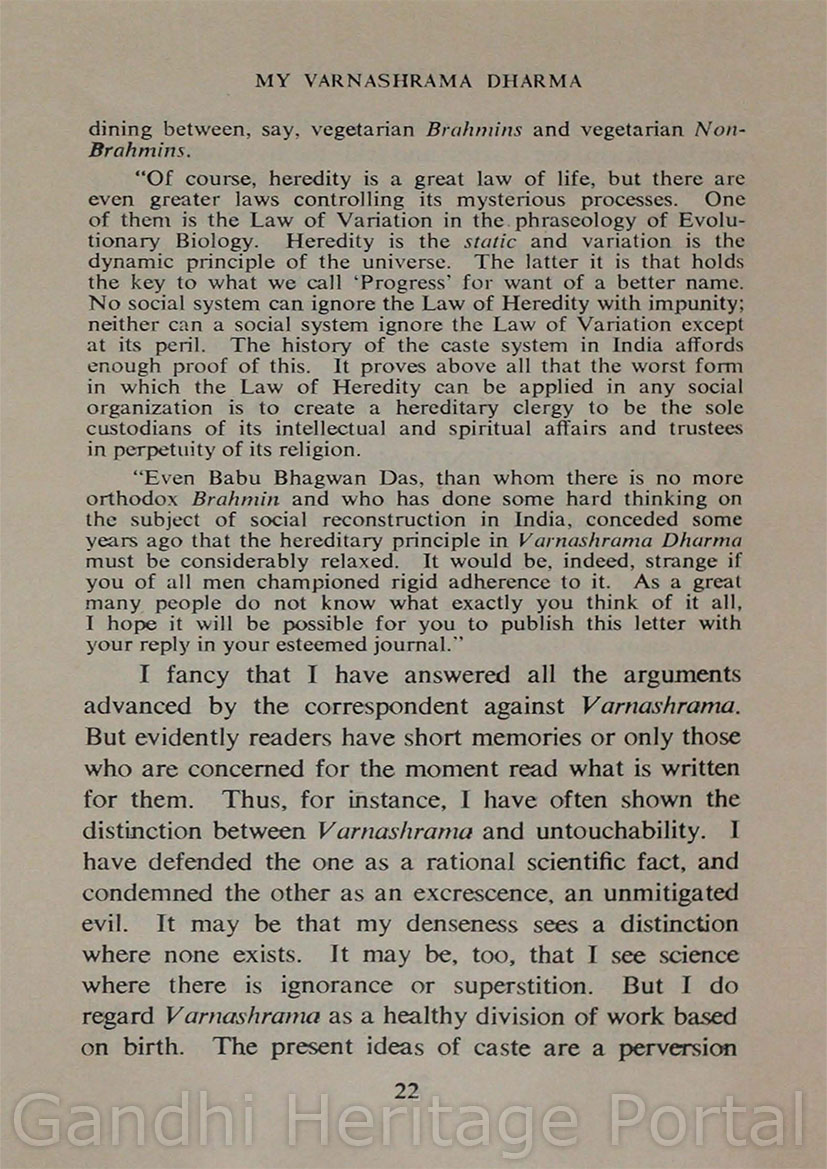 MY VARNASHRAMA DHARMA
dining between, say, vegetarian Brahmins and vegetarian Non-
Brahmins.
"Of course, heredity is a great law of life, but there are
even greater laws controlling its mysterious processes. One
of them is the Law of Variation in the phraseology of Evolu-
tionary Biology. Heredity is the static and variation is the
dynamic principle of the universe. The latter it is that holds
the key to what we call 'Progress' for want of a better name.
No social system can ignore the Law of Heredity with impunity;
neither can a social system ignore the Law of Variation except
at its peril. The history of the caste system in India affords
enough proof of this. It proves above all that the worst form
in which the Law of Heredity can be applied in any social
organization is to create a hereditary clergy to be the sole
custodians of its intellectual and spiritual affairs and trustees
in perpetuity of its religion.
"Even Babu Bhagwan Das, than whom there is no more
orthodox Brahmin and who has done some hard thinking on
the subject of social reconstruction in India, conceded some
years ago that the hereditary principle in Varnashrama Dharma
must be considerably relaxed. It would be, indeed, strange if
you of all men championed rigid adherence to it. As a great
many people do not know what exactly you think of it all,
I hope it will be possible for you to publish this letter with
your reply in your esteemed journal."
I fancy that I have answered all the arguments
advanced by the correspondent against Varnashrama.
But evidently readers have short memories or only those
who are concerned for the moment read what is written
for them. Thus, for instance, I have often shown the
distinction between Varnashrama and untouchability. I
have defended the one as a rational scientific fact, and
condemned the other as an excrescence, an unmitigated
evil. It may be that my denseness sees a distinction
where none exists. It may be, too, that I see science
where there is ignorance or superstition. But I do
regard Varnashrama as a healthy division of work based
on birth. The present ideas of caste are a perversion
22
Gandhi Heritage Portal